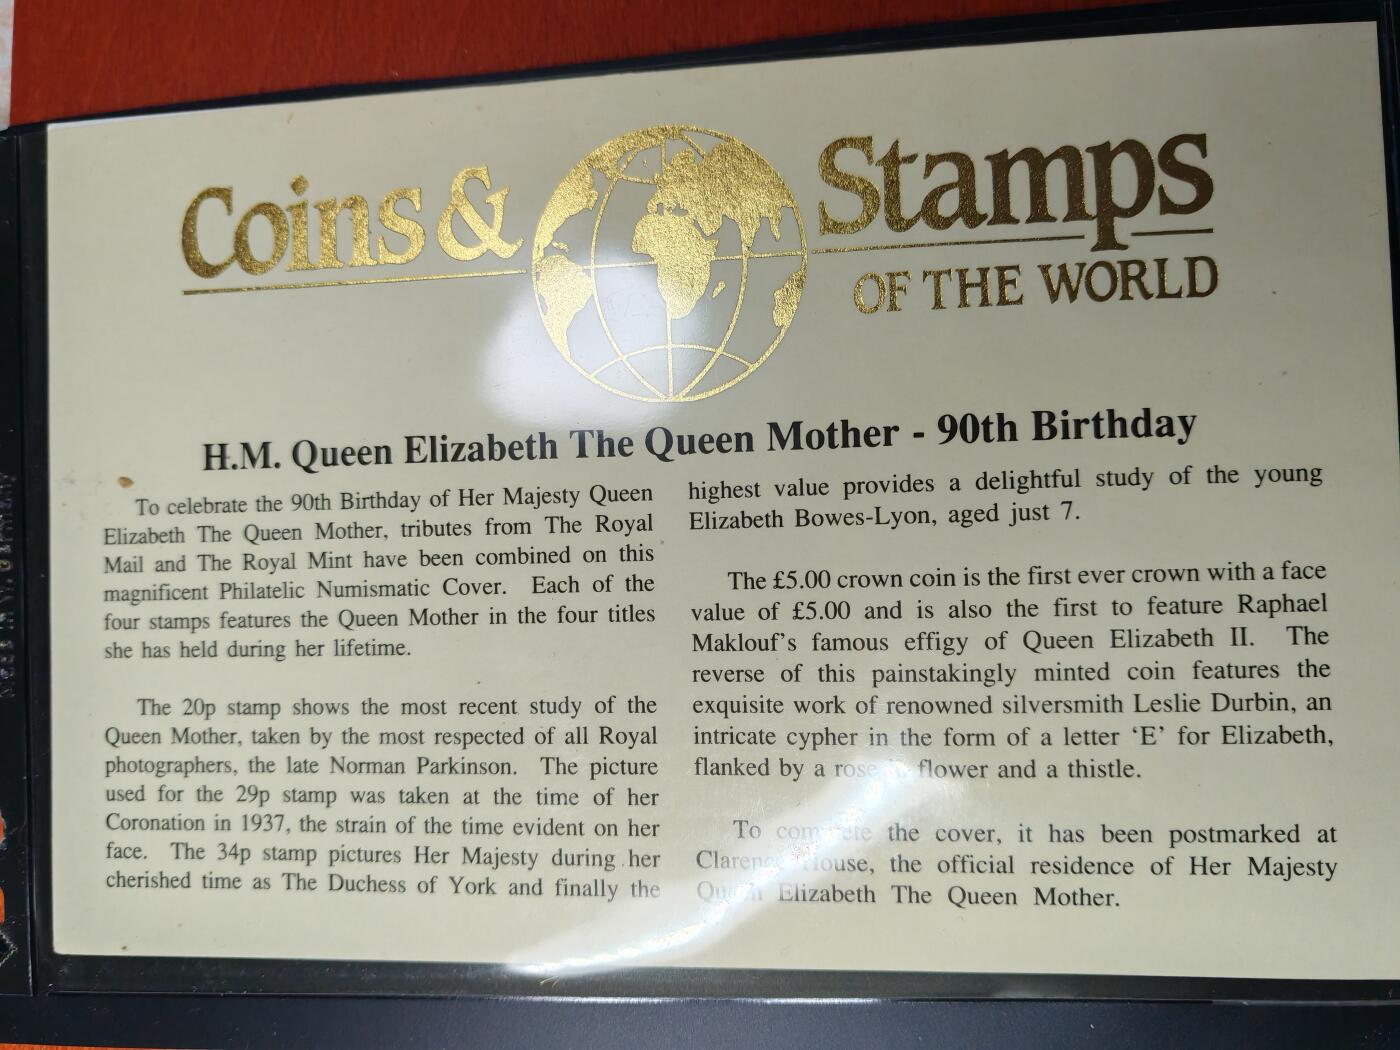 Coins & Stamps
OF THE WORLD
H.M. Queen Elizabeth The Queen Mother - 90th Birthday
To celebrate the 90th Birthday of Her Majesty Queen
Elizabeth The Queen Mother, tributes from The Royal
Mail and The Royal Mint have been combined on this
magnificent Philatelic Numismatic Cover. Each of the
four stamps features the Queen Mother in the four titles
she has held during her lifetime.
The 20p stamp shows the most recent study of the
Queen Mother, taken by the most respected of all Royal
photographers, the late Norman Parkinson. The picture
used for the 29p stamp was taken at the time of her
Coronation in 1937, the strain of the time evident on her
face. The 34p stamp pictures Her Majesty during her
cherished time as The Duchess of York and finally the
highest value provides a delightful study of the young
Elizabeth Bowes-Lyon, aged just 7.
The £5.00 crown coin is the first ever crown with a face
value of £5.00 and is also the first to feature Raphael
Maklouf's famous effigy of Queen Elizabeth II. The
reverse of this painstakingly minted coin features the
exquisite work of renowned silversmith Leslie Durbin, an
intricate cypher in the form of a letter 'E' for Elizabeth,
flanked by a rose in flower and a thistle.
To complete the cover, it has been postmarked at
Clarence House, the official residence of Her Majesty
Queen Elizabeth The Queen Mother.